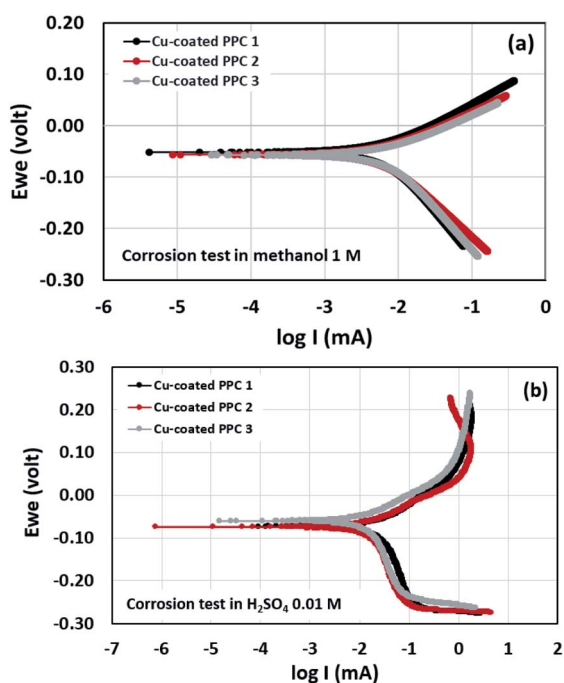 (a)
Cu-coated PPC 1
Cu-coated PPC 2
Cu-coated PPC 3
0.20
0.10
0.00
-0.10
-0.20
-0.30
Ewe (volt)
Corrosion test in methanol 1 M
-6 -5 -4 -3 -2 -1 0
log I (mA)
(b)
Cu-coated PPC 1
Cu-coated PPC 2
Cu-coated PPC 3
0.30
0.20
0.10
0.00
-0.10
-0.20
-0.30
Ewe (volt)
Corrosion test in H₂SO₄ 0.01 M
-7 -6 -5 -4 -3 -2 -1 0 1 2
log I (mA)